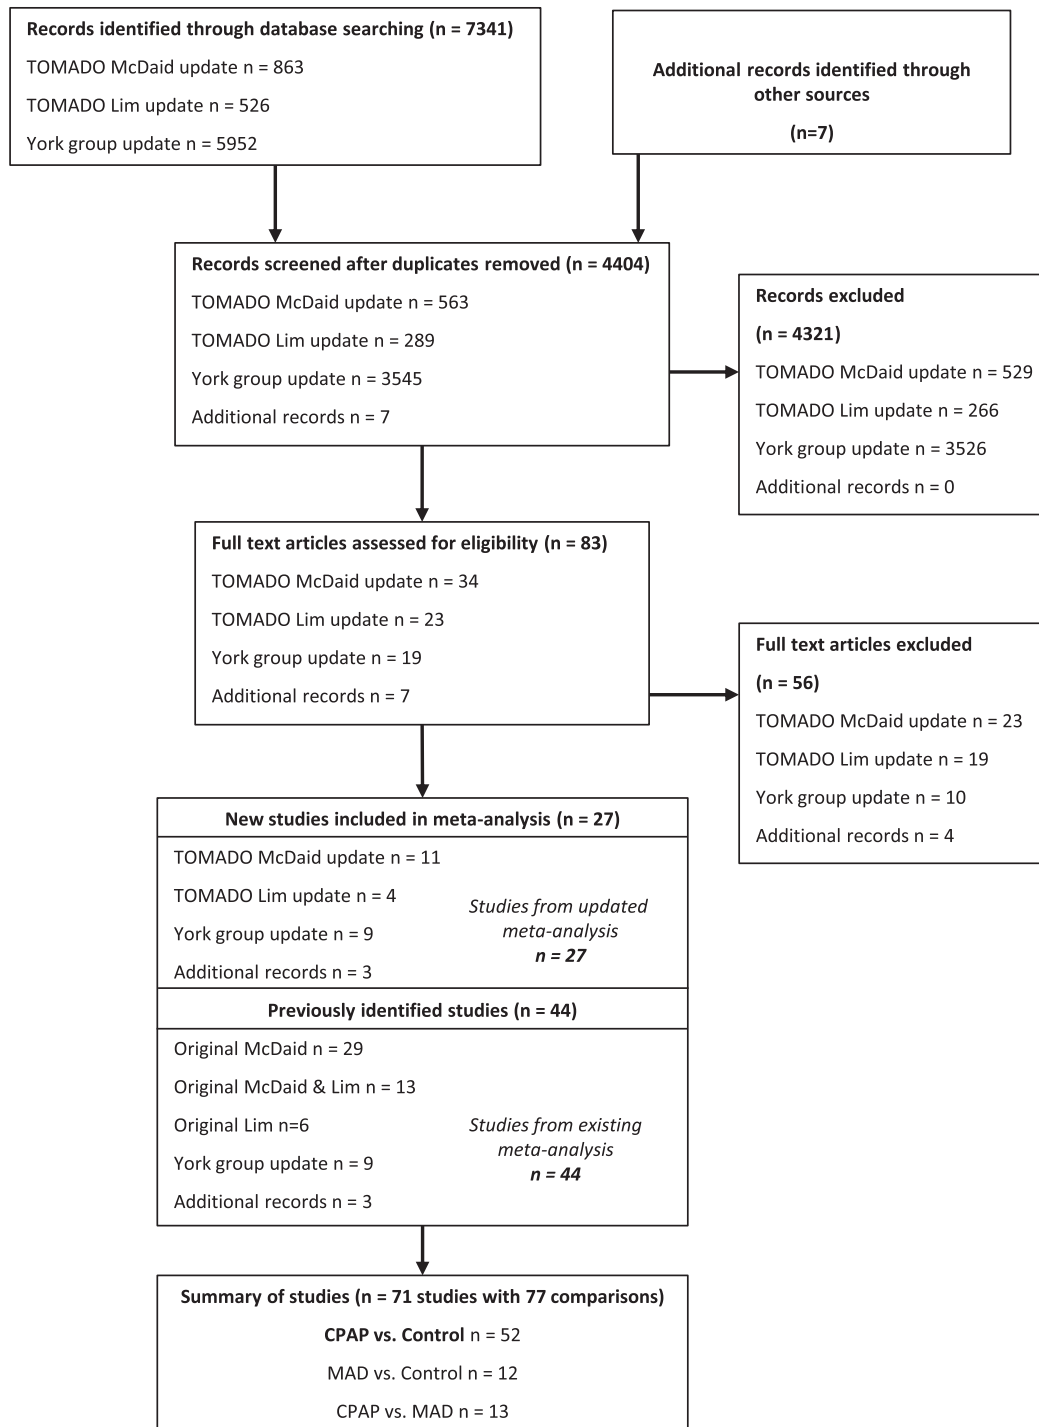 Records identified through database searching (n = 7341)
TOMADO McDaid update n = 863
TOMADO Lim update n = 526
York group update n = 5952
Additional records identified through
other sources
(n=7)
Records screened after duplicates removed (n = 4404)
TOMADO McDaid update n = 563
TOMADO Lim update n = 289
York group update n = 3545
Additional records n = 7
Records excluded
(n = 4321)
TOMADO McDaid update n = 529
TOMADO Lim update n = 266
York group update n = 3526
Additional records n = 0
Full text articles assessed for eligibility (n = 83)
TOMADO McDaid update n = 34
TOMADO Lim update n = 23
York group update n = 19
Additional records n = 7
Full text articles excluded
(n = 56)
TOMADO McDaid update n = 23
TOMADO Lim update n = 19
York group update n = 10
Additional records n = 4
New studies included in meta-analysis (n = 27)
TOMADO McDaid update n = 11
TOMADO Lim update n = 4
York group update n = 9
Additional records n = 3
Studies from updated
meta-analysis
n = 27
Previously identified studies (n = 44)
Original McDaid n = 29
Original McDaid & Lim n = 13
Original Lim n=6
York group update n = 9
Additional records n = 3
Studies from existing
meta-analysis
n = 44
Summary of studies (n = 71 studies with 77 comparisons)
CPAP vs. Control n = 52
MAD vs. Control n = 12
CPAP vs. MAD n = 13